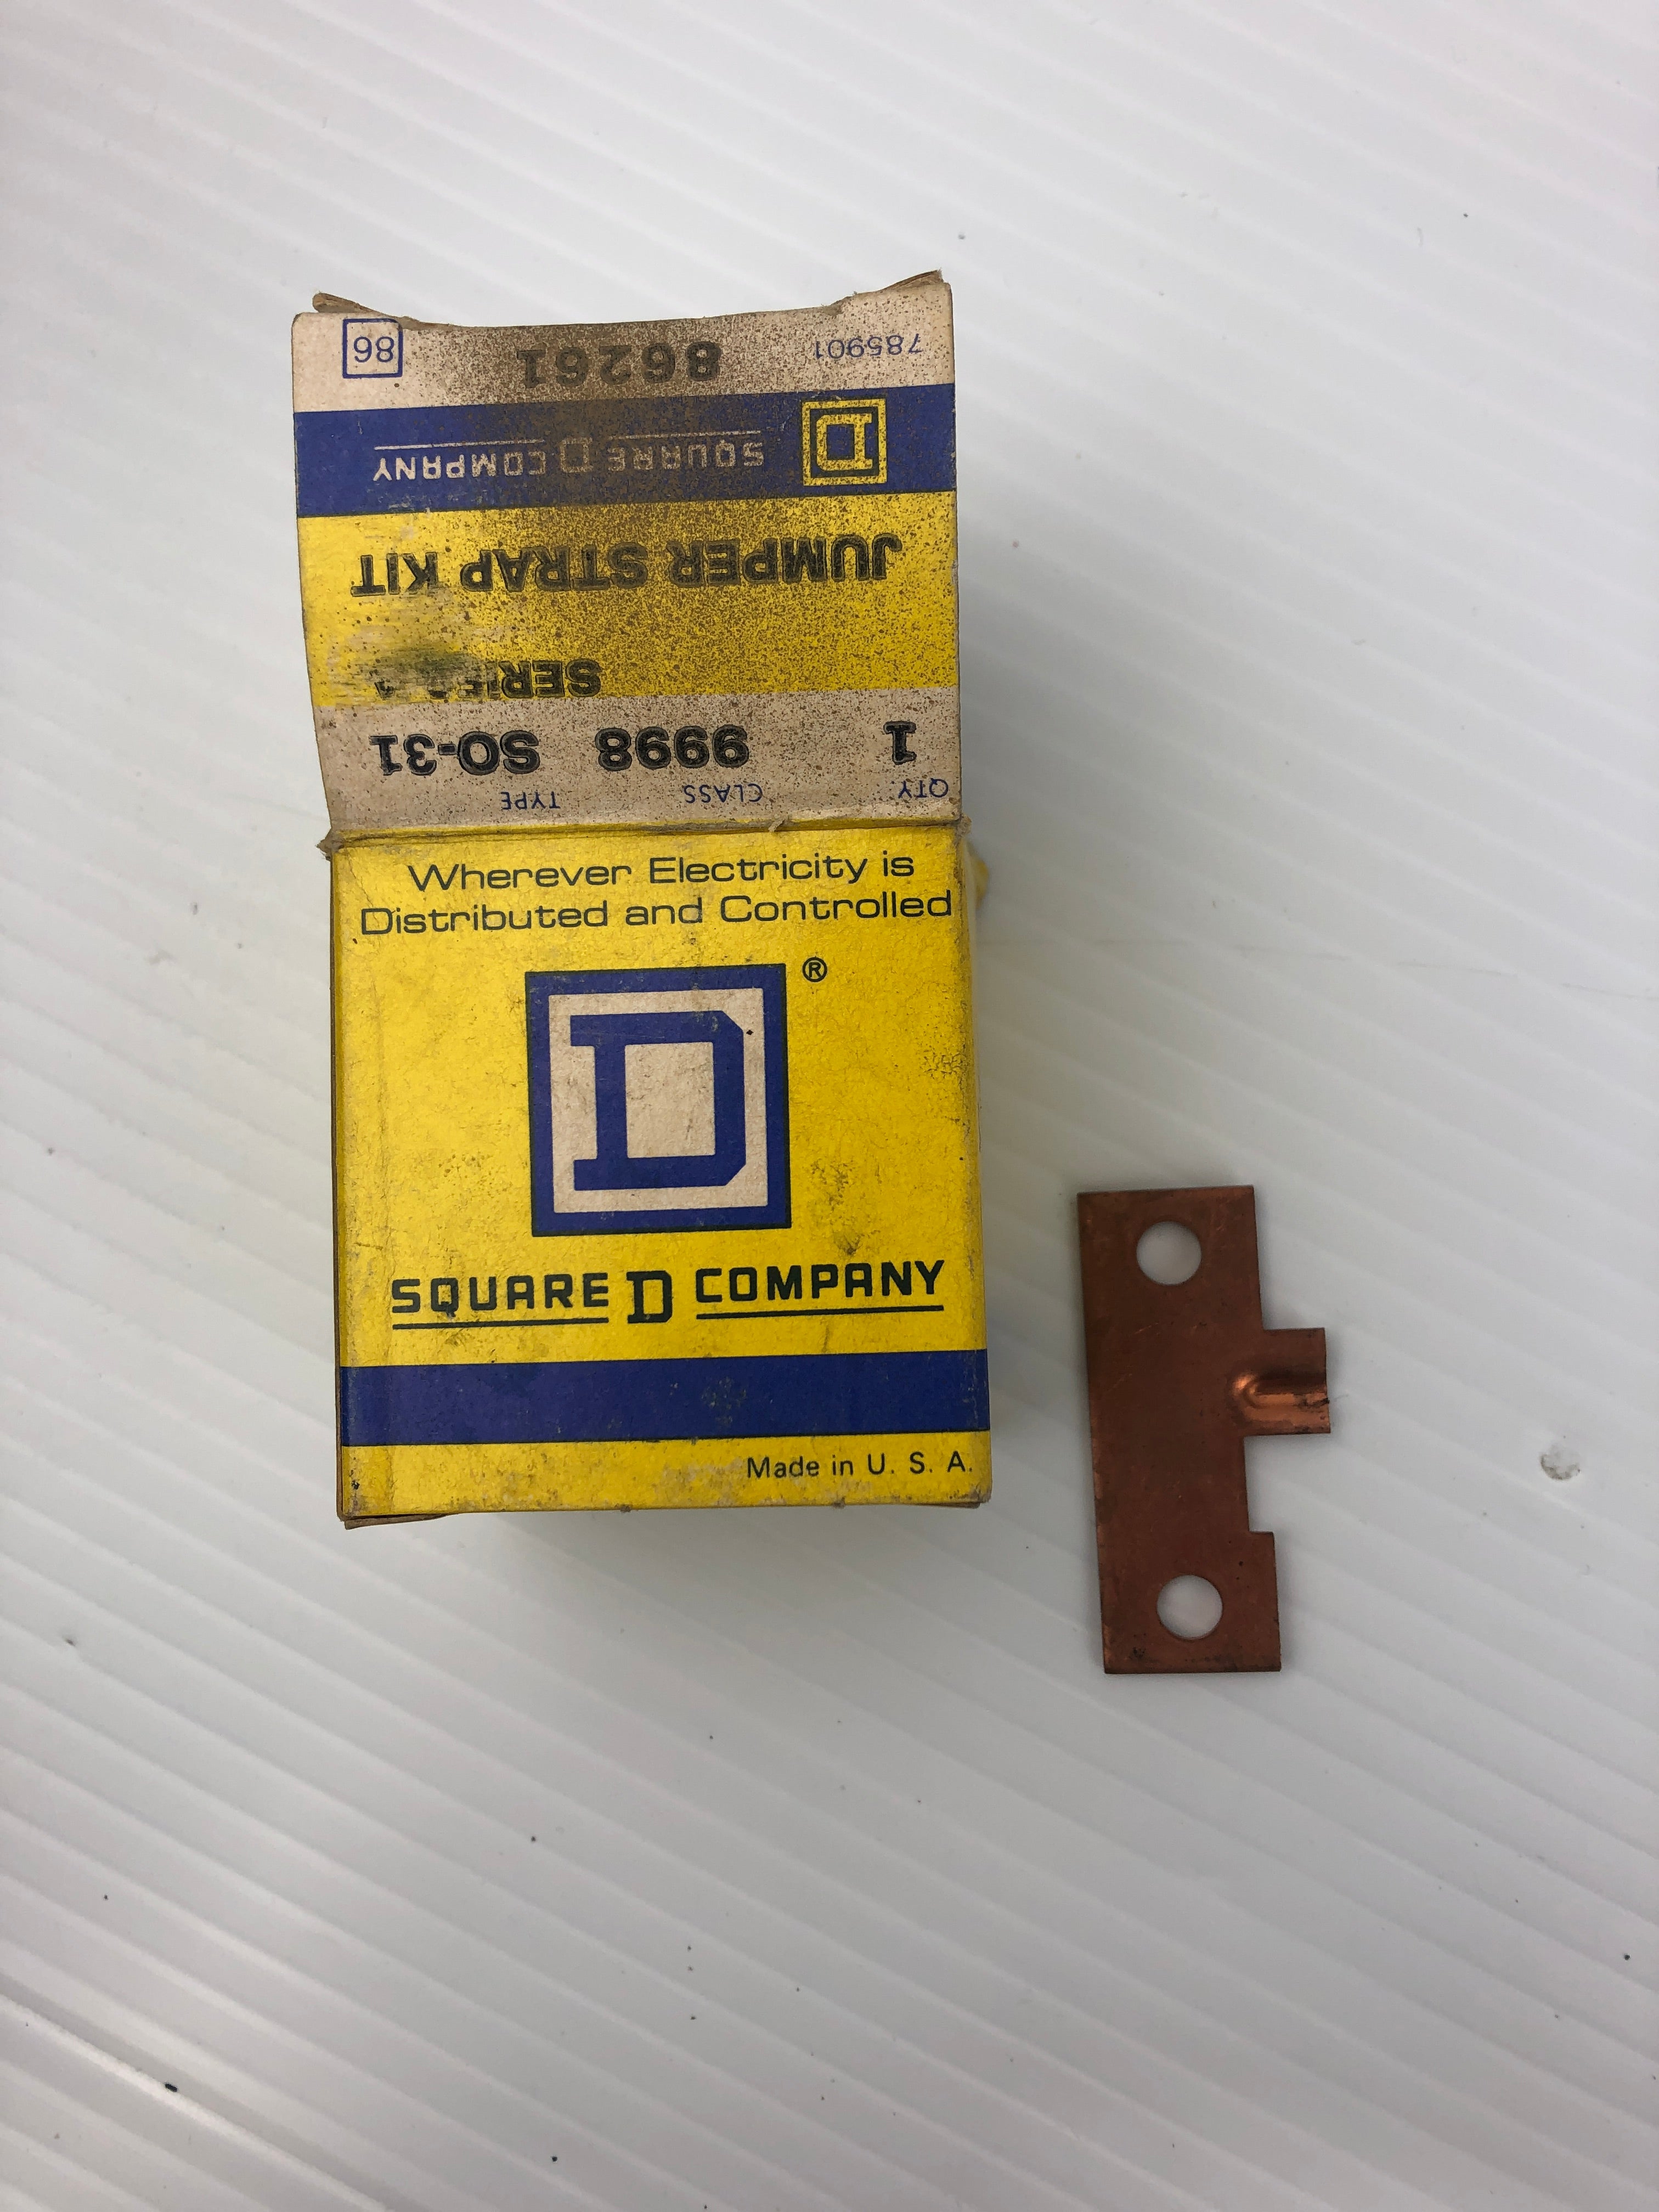 QTY. CLASS TYPE
1 9998 SO-31
SERIES A
JUMPER STRAP KIT
D SQUARE D COMPANY
785901 86261 86
Wherever Electricity is
Distributed and Controlled
D ®
SQUARE D COMPANY
Made in U. S. A.